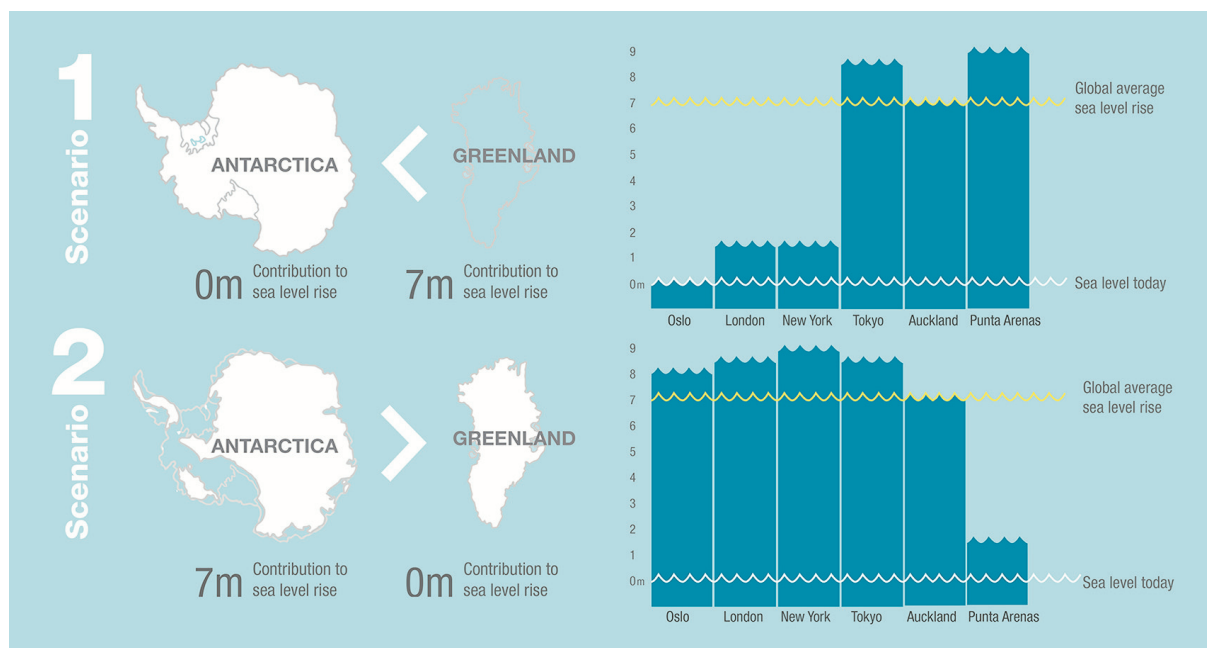 Scenario 1
ANTARCTICA
GREENLAND
0m
Contribution to
sea level rise
7m
Contribution to
sea level rise
9
8
7
6
5
4
3
2
1
0m
Global average
sea level rise
Sea level today
Oslo
London
New York
Tokyo
Auckland
Punta Arenas
Scenario 2
ANTARCTICA
GREENLAND
7m
Contribution to
sea level rise
0m
Contribution to
sea level rise
9
8
7
6
5
4
3
2
1
0m
Global average
sea level rise
Sea level today
Oslo
London
New York
Tokyo
Auckland
Punta Arenas